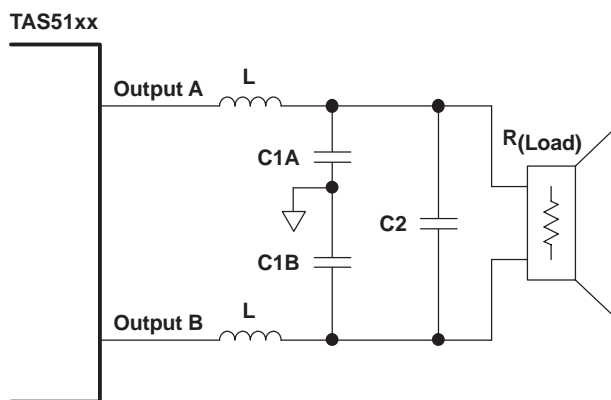 TAS51xx
Output A
L
C1A
R(Load)
C2
C1B
L
Output B